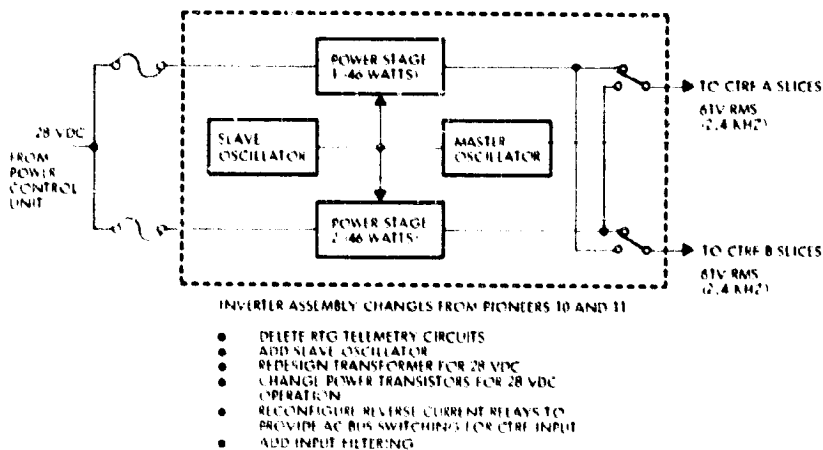 POWER STAGE
1 (46 WATTS)
TO CTRF A SLICES
61V RMS
(2.4 KHZ)
28 VDC
FROM
POWER
CONTROL
UNIT
SLAVE
OSCILLATOR
MASTER
OSCILLATOR
POWER STAGE
2 (46 WATTS)
TO CTRF B SLICES
61V RMS
(2.4 KHZ)
INVERTER ASSEMBLY CHANGES FROM PIONEERS 10 AND 11
● DELETE RTG TELEMETRY CIRCUITS
● ADD SLAVE OSCILLATOR
● REDESIGN TRANSFORMER FOR 28 VDC
● CHANGE POWER TRANSISTORS FOR 28 VDC
OPERATION
● RECONFIGURE REVERSE CURRENT RELAYS TO
PROVIDE AC BUS SWITCHING FOR CTRF INPUT
● ADD INPUT FILTERING